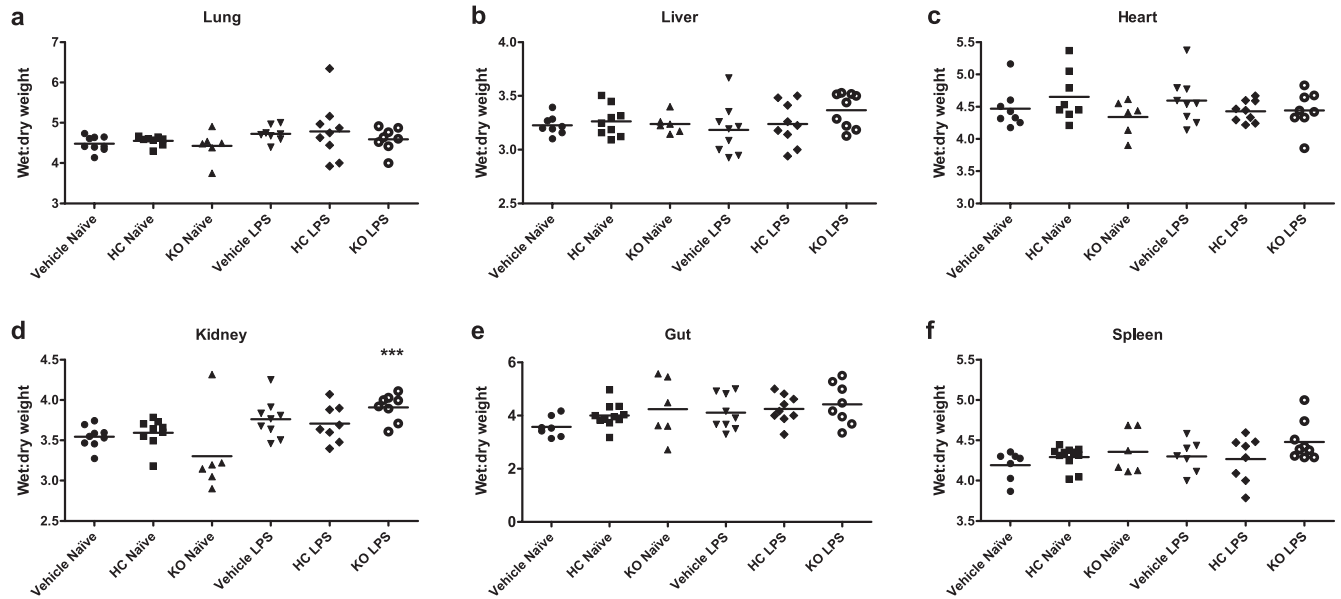 a
Lung
Wet:dry weight
7
6
5
4
3
Vehicle Naïve
HC Naïve
KO Naïve
Vehicle LPS
HC LPS
KO LPS
b
Liver
Wet:dry weight
4.0
3.5
3.0
2.5
Vehicle Naïve
HC Naïve
KO Naïve
Vehicle LPS
HC LPS
KO LPS
c
Heart
Wet:dry weight
5.5
5.0
4.5
4.0
3.5
3.0
Vehicle Naïve
HC Naïve
KO Naïve
Vehicle LPS
HC LPS
KO LPS
d
Kidney
Wet:dry weight
4.5
4.0
3.5
3.0
2.5
***
Vehicle Naïve
HC Naïve
KO Naïve
Vehicle LPS
HC LPS
KO LPS
e
Gut
Wet:dry weight
6
4
2
0
Vehicle Naïve
HC Naïve
KO Naïve
Vehicle LPS
HC LPS
KO LPS
f
Spleen
Wet:dry weight
5.5
5.0
4.5
4.0
3.5
Vehicle Naïve
HC Naïve
KO Naïve
Vehicle LPS
HC LPS
KO LPS